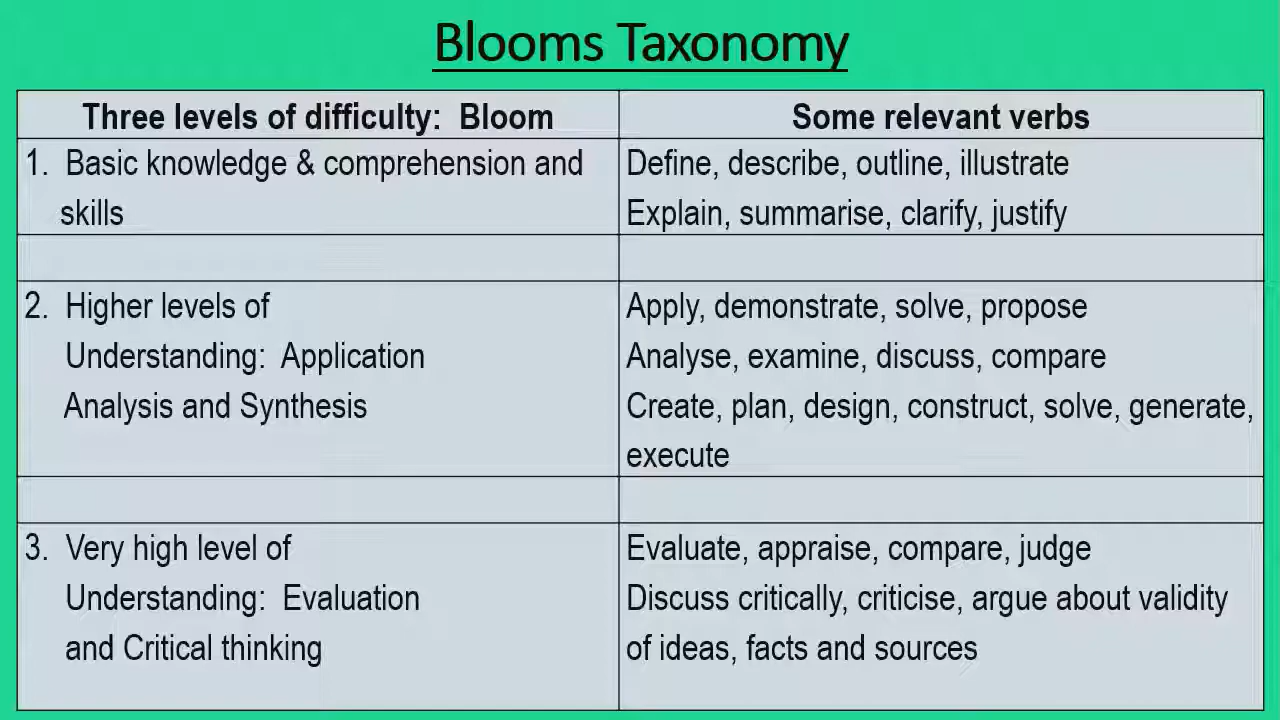 Blooms Taxonomy
Three levels of difficulty: Bloom
Some relevant verbs
1. Basic knowledge & comprehension and
skills
Define, describe, outline, illustrate
Explain, summarise, clarify, justify
2. Higher levels of
Understanding: Application
Analysis and Synthesis
Apply, demonstrate, solve, propose
Analyse, examine, discuss, compare
Create, plan, design, construct, solve, generate,
execute
3. Very high level of
Understanding: Evaluation
and Critical thinking
Evaluate, appraise, compare, judge
Discuss critically, criticise, argue about validity
of ideas, facts and sources